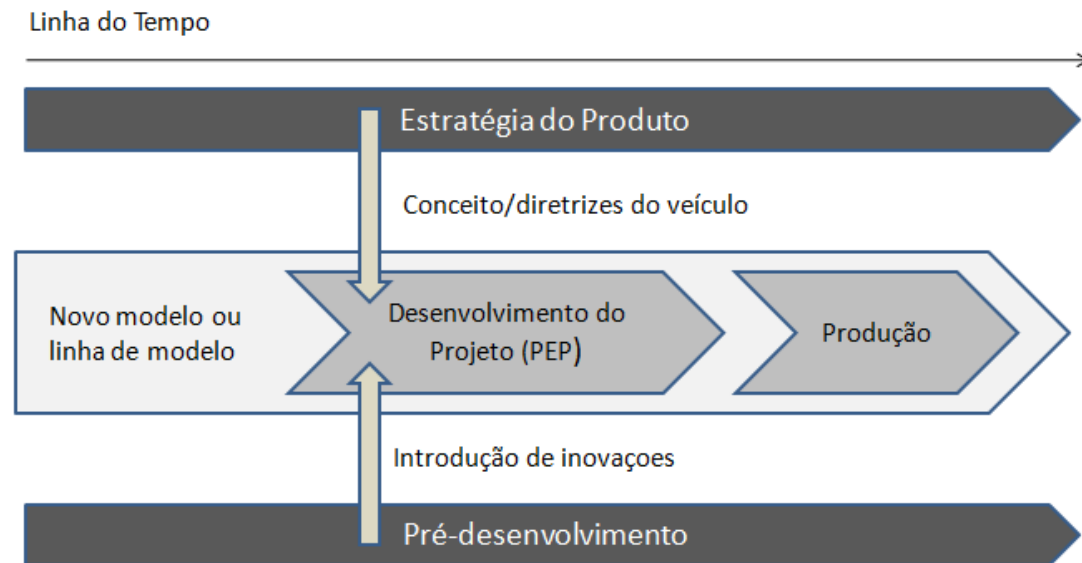 Linha do Tempo
Estratégia do Produto
Conceito/diretrizes do veículo
Novo modelo ou
linha de modelo
Desenvolvimento do
Projeto (PEP)
Produção
Introdução de inovaçoes
Pré-desenvolvimento